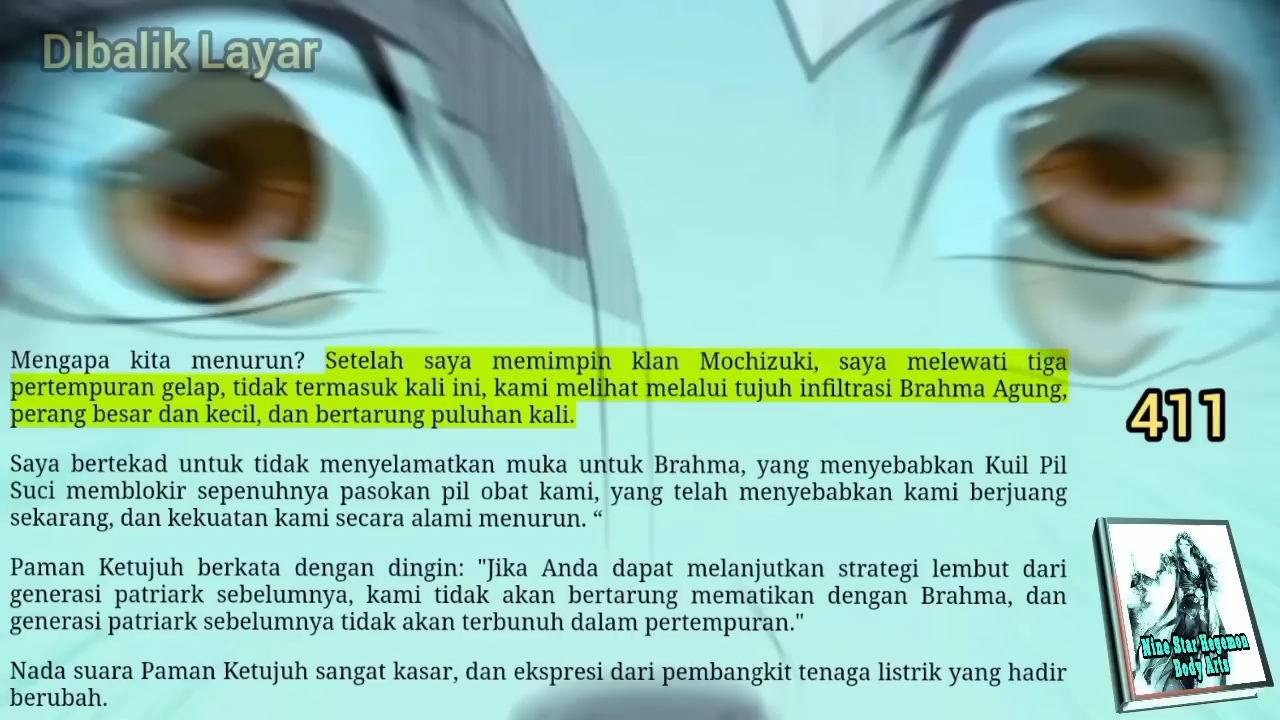 Dibalik Layar
Mengapa kita menurun? Setelah saya memimpin klan Mochizuki, saya melewati tiga
pertempuran gelap, tidak termasuk kali ini, kami melihat melalui tujuh infiltrasi Brahma Agung,
perang besar dan kecil, dan bertarung puluhan kali.
411
Saya bertekad untuk tidak menyelamatkan muka untuk Brahma, yang menyebabkan Kuil Pil
Suci memblokir sepenuhnya pasokan pil obat kami, yang telah menyebabkan kami berjuang
sekarang, dan kekuatan kami secara alami menurun. “
Paman Ketujuh berkata dengan dingin: "Jika Anda dapat melanjutkan strategi lembut dari
generasi patriark sebelumnya, kami tidak akan bertarung mematikan dengan Brahma, dan
generasi patriark sebelumnya tidak akan terbunuh dalam pertempuran."
Nada suara Paman Ketujuh sangat kasar, dan ekspresi dari pembangkit tenaga listrik yang hadir
berubah.
Nine Star Hegemon
Body Arts